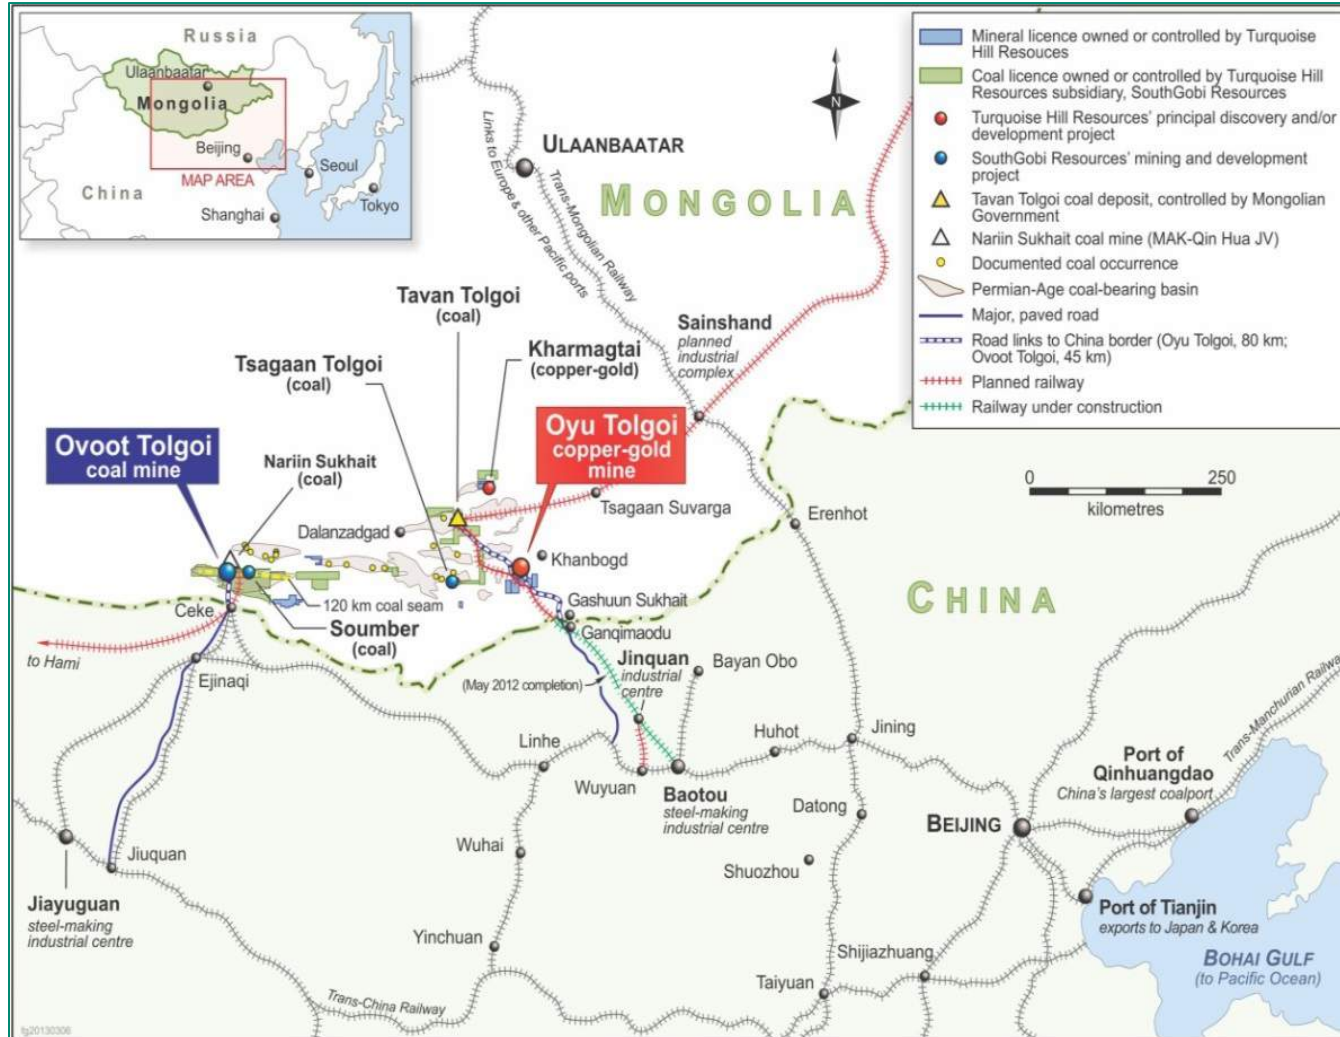 Russia
Ulaanbaatar
Mongolia
Beijing
MAP AREA
Seoul
China
Shanghai
Tokyo
N
Mineral licence owned or controlled by Turquoise
Hill Resouces
Coal licence owned or controlled by Turquoise Hill
Resources subsidiary, SouthGobi Resources
Turquoise Hill Resources' principal discovery and/or
development project
SouthGobi Resources' mining and development
project
Tavan Tolgoi coal deposit, controlled by Mongolian
Government
Nariin Sukhait coal mine (MAK-Qin Hua JV)
Documented coal occurrence
Permian-Age coal-bearing basin
Major, paved road
Road links to China border (Oyu Tolgoi, 80 km;
Ovoot Tolgoi, 45 km)
Planned railway
Railway under construction
0 250
kilometres
ULAANBAATAR
MONGOLIA
Links to Europe & other Pacific ports
Trans-Mongolian Railway
Tavan Tolgoi
(coal)
Sainshand
planned
industrial
complex
Kharmagtai
(copper-gold)
Tsagaan Tolgoi
(coal)
Oyu Tolgoi
copper-gold
mine
Ovoot Tolgoi
coal mine
Nariin Sukhait
(coal)
Tsagaan Suvarga
Erenhot
Dalanzadgad
Khanbogd
CHINA
120 km coal seam
Ceke
Gashuun Sukhait
Soumber
(coal)
Ganqimaodu
to Hami
Ejinaqi
Jinquan
industrial
centre
Bayan Obo
(May 2012 completion)
Linhe
Huhot
Jining
Trans-Manchurian Railway
Port of
Qinhuangdao
China's largest coalport
Wuyuan
Baotou
steel-making
industrial centre
Datong
BEIJING
Wuhai
Jiuquan
Shuozhou
Jiayuguan
steel-making
industrial centre
Port of Tianjin
exports to Japan & Korea
Yinchuan
Shijiazhuang
BOHAI GULF
(to Pacific Ocean)
Taiyuan
Trans-China Railway
fg20130306